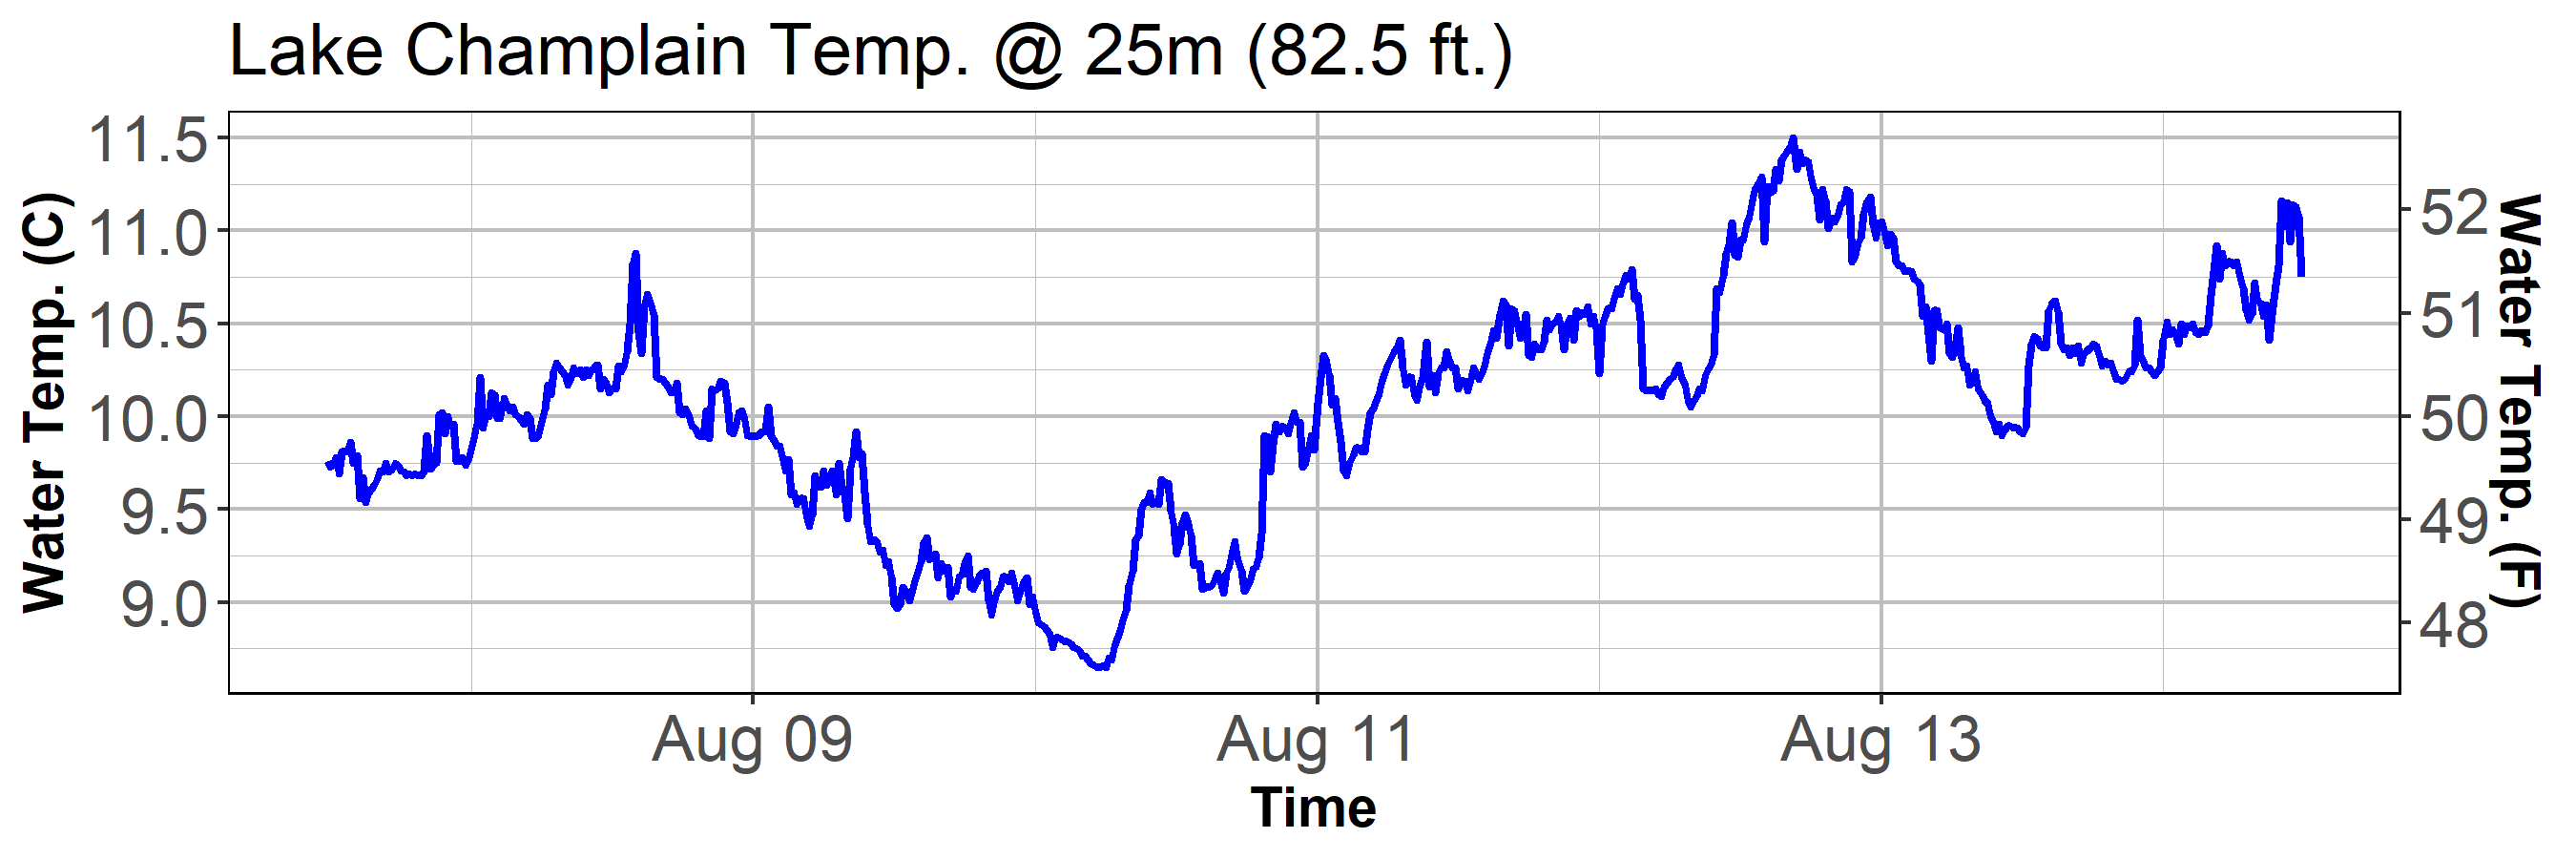 Lake Champlain Temp. @ 25m (82.5 ft.)
Water Temp. (C)
11.5
11.0
10.5
10.0
9.5
9.0
52
51
50
49
48
Water Temp. (F)
Aug 09 Aug 11 Aug 13
Time